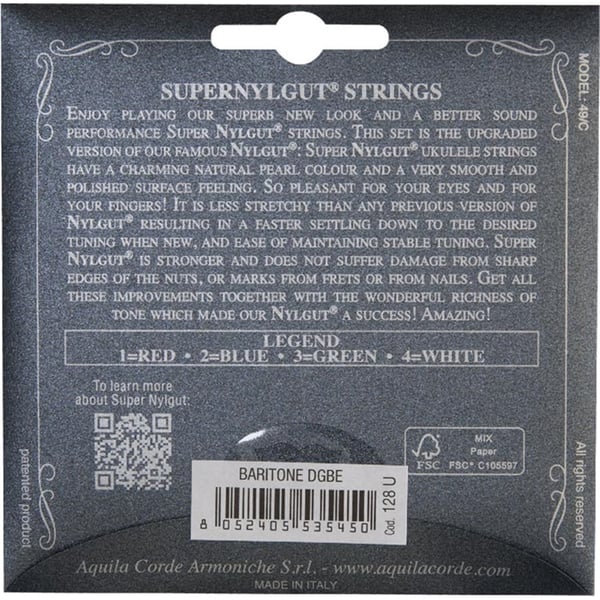 SUPERNYLGUT® STRINGS
ENJOY PLAYING OUR SUPERB NEW LOOK AND A BETTER SOUND
PERFORMANCE SUPER NYLGUT® STRINGS. THIS SET IS THE UPGRADED
VERSION OF OUR FAMOUS NYLGUT®: SUPER NYLGUT® UKULELE STRINGS
HAVE A CHARMING NATURAL PEARL COLOUR AND A VERY SMOOTH AND
POLISHED SURFACE FEELING. SO PLEASANT FOR YOUR EYES AND FOR
YOUR FINGERS! IT IS LESS STRETCHY THAN ANY PREVIOUS VERSION OF
NYLGUT® RESULTING IN A FASTER SETTLING DOWN TO THE DESIRED
TUNING WHEN NEW, AND EASE OF MAINTAINING STABLE TUNING. SUPER
NYLGUT® IS STRONGER AND DOES NOT SUFFER DAMAGE FROM SHARP
EDGES OF THE NUTS, OR MARKS FROM FRETS OR FROM NAILS. GET ALL
THESE IMPROVEMENTS TOGETHER WITH THE WONDERFUL RICHNESS OF
TONE WHICH MADE OUR NYLGUT® A SUCCESS! AMAZING!
LEGEND
1=RED • 2=BLUE • 3=GREEN • 4=WHITE
MODEL: 49/C
To learn more
about Super Nylgut:
FSC
MIX
Paper
FSC® C105597
BARITONE DGBE
8 052405 535450
Cod. 128 U
patented product
All rights reserved
Aquila Corde Armoniche S.r.l. - www.aquilacorde.com
MADE IN ITALY